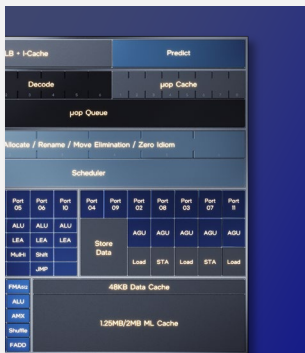 LB + I-Cache Predict
Decode μop Cache
μop Queue
Allocate / Rename / Move Elimination / Zero Idiom
Scheduler
Port Port Port Port Port Port Port Port Port Port
05 06 10 04 09 02 08 03 07 11
ALU ALU ALU Store Data AGU AGU AGU AGU AGU
LEA LEA LEA
MulHi Shift Load STA STA Load
JMP
FMA512 48KB Data Cache
ALU
AMX 1.25MB/2MB ML Cache
Shuffle
FADD